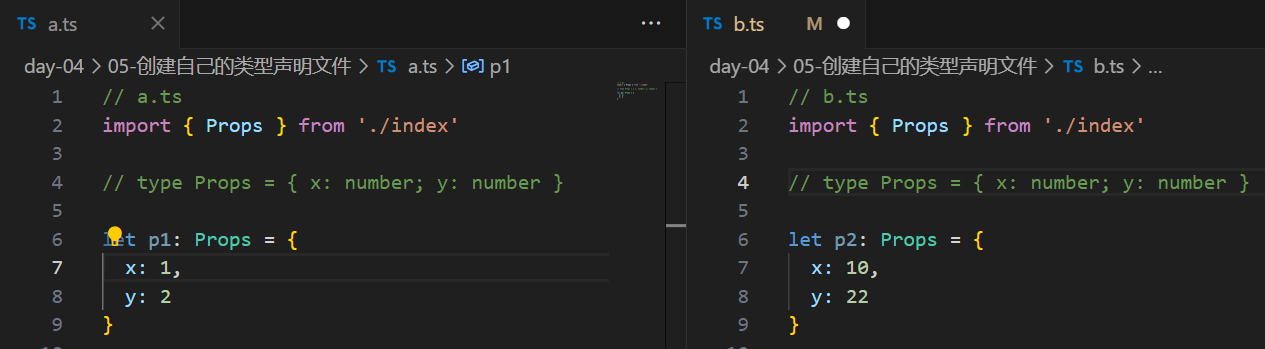 TS a.ts
day-04 > 05-创建自己的类型声明文件 > TS a.ts > p1
1 // a.ts
2 import { Props } from './index'
3
4 // type Props = { x: number; y: number }
5
6 let p1: Props = {
7 x: 1,
8 y: 2
9 }
TS b.ts M
day-04 > 05-创建自己的类型声明文件 > TS b.ts > ...
1 // b.ts
2 import { Props } from './index'
3
4 // type Props = { x: number; y: number }
5
6 let p2: Props = {
7 x: 10,
8 y: 22
9 }